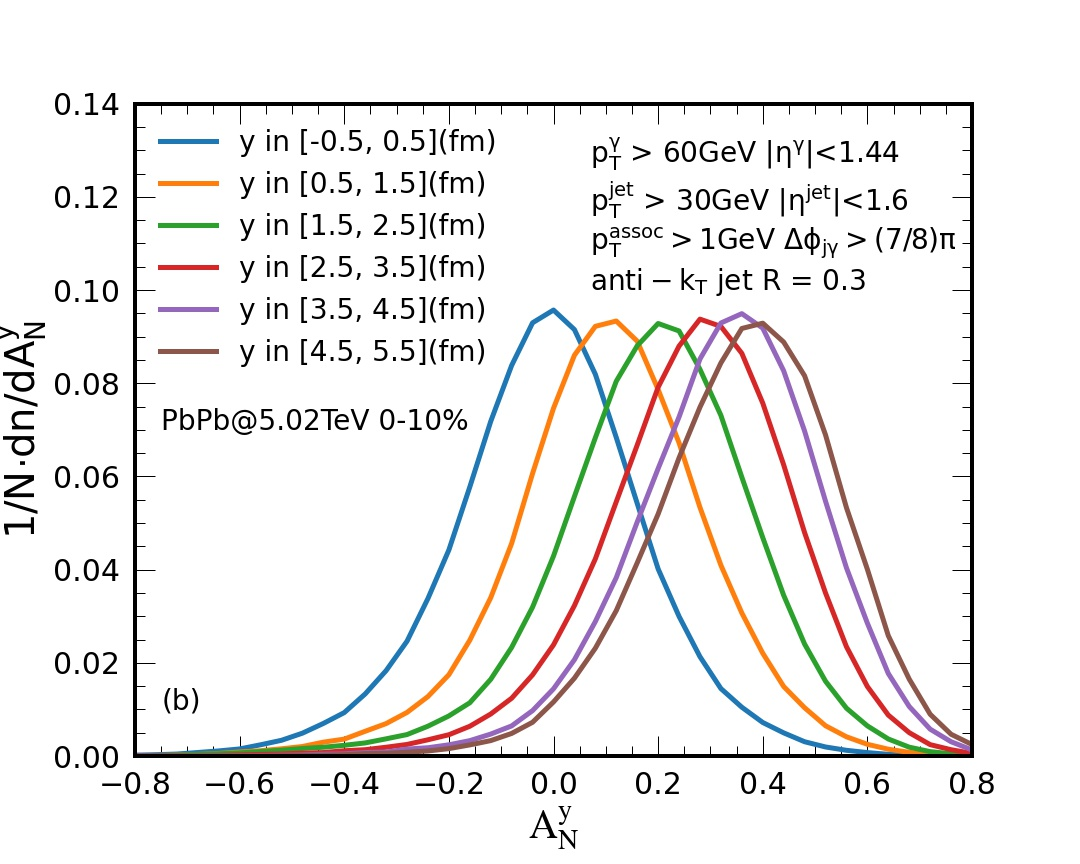 0.14
0.12
0.10
0.08
0.06
0.04
0.02
0.00
1/N·dn/dA_N^y
y in [-0.5, 0.5](fm)
y in [0.5, 1.5](fm)
y in [1.5, 2.5](fm)
y in [2.5, 3.5](fm)
y in [3.5, 4.5](fm)
y in [4.5, 5.5](fm)
p_T^γ > 60GeV |η^γ|<1.44
p_T^jet > 30GeV |η^jet|<1.6
p_T^assoc > 1GeV Δϕ_jγ > (7/8)π
anti − k_T jet R = 0.3
PbPb@5.02TeV 0-10%
(b)
−0.8 −0.6 −0.4 −0.2 0.0 0.2 0.4 0.6 0.8
A_N^y